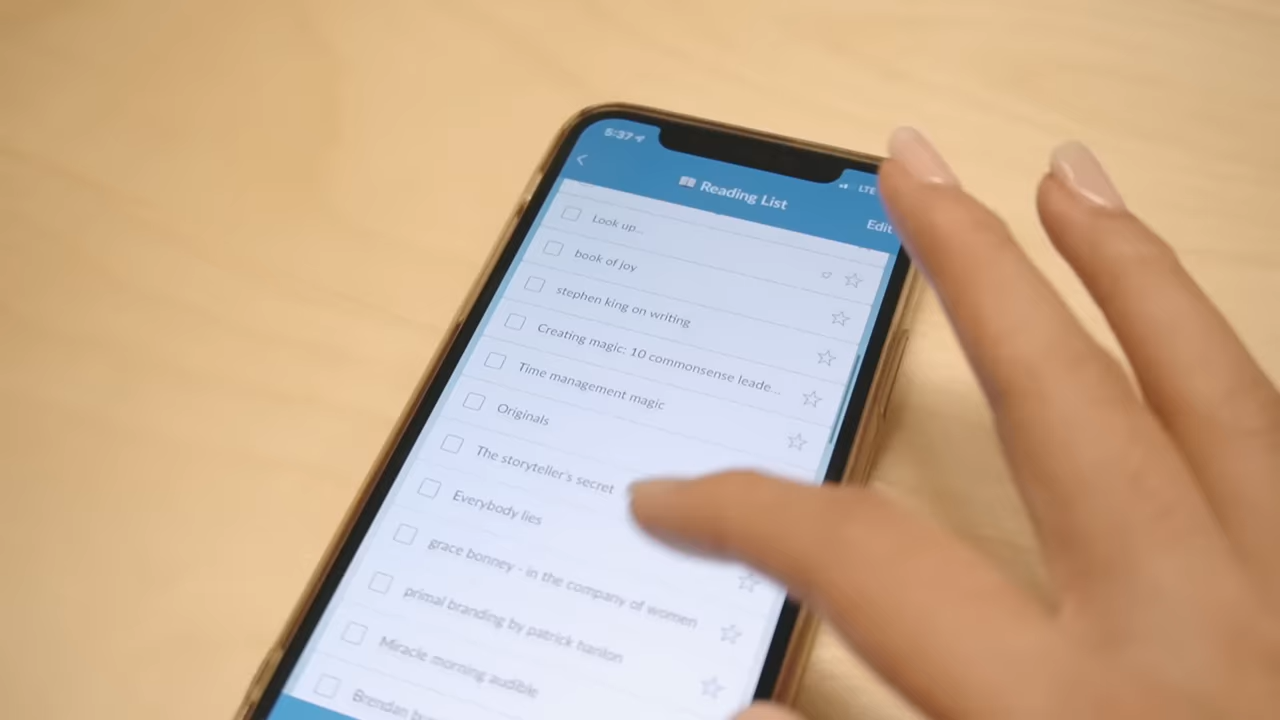 5:37
LTE
Reading List
Edit
Look up...
book of joy
stephen king on writing
Creating magic: 10 commonsense leade...
Time management magic
Originals
The storyteller's secret
Everybody lies
grace bonney - in the company of women
primal branding by patrick hanlon
Miracle morning audible
Brendan